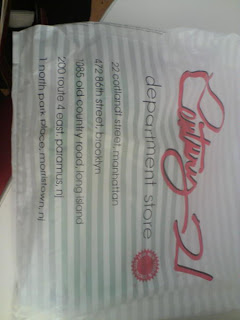 Century 21
department store
22 cortlandt street, manhattan
472 86th street, brooklyn
1085 old country road, long island
200 route 4 east, paramus, nj
1 north park place, morristown, nj